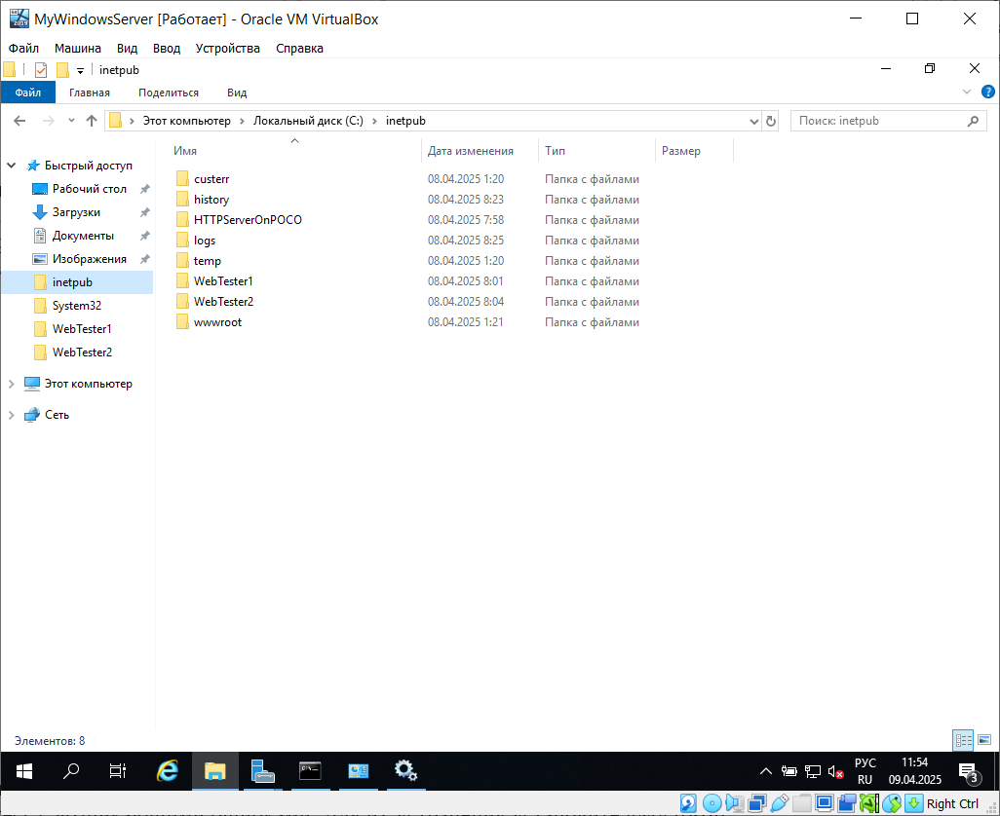 MyWindowsServer [Работает] - Oracle VM VirtualBox
Файл Машина Вид Ввод Устройства Справка
inetpub
Файл Главная Поделиться Вид
Этот компьютер Локальный диск (C:) inetpub Поиск: inetpub
Имя Дата изменения Тип Размер
Быстрый доступ
Рабочий стол
Загрузки
Документы
Изображения
inetpub
System32
WebTester1
WebTester2
Этот компьютер
Сеть
custerr 08.04.2025 1:20 Папка с файлами
history 08.04.2025 8:23 Папка с файлами
HTTPServerOnPOCO 08.04.2025 7:58 Папка с файлами
logs 08.04.2025 8:25 Папка с файлами
temp 08.04.2025 1:20 Папка с файлами
WebTester1 08.04.2025 8:01 Папка с файлами
WebTester2 08.04.2025 8:04 Папка с файлами
wwwroot 08.04.2025 1:21 Папка с файлами
Элементов: 8
РУС 11:54
RU 09.04.2025
3
Right Ctrl